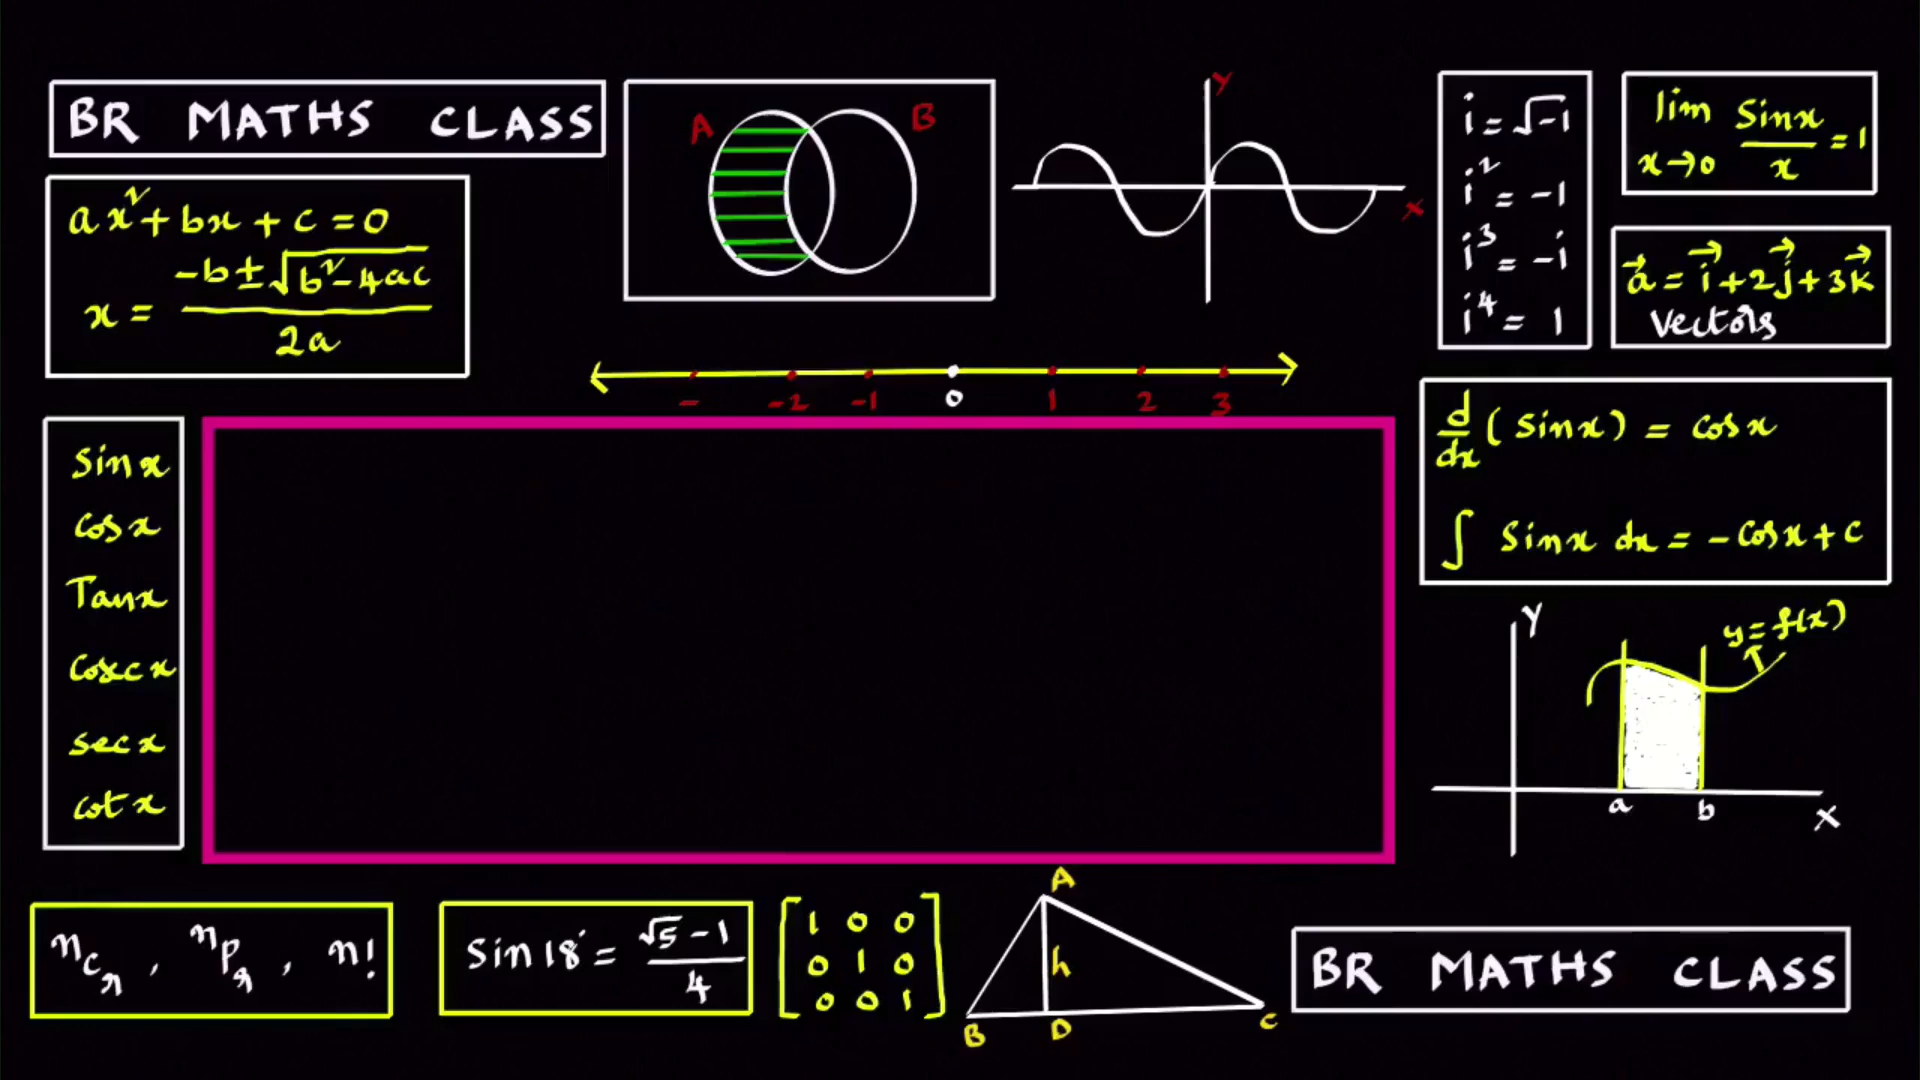 BR MATHS CLASS
ax²+bx+c=0
x = (-b±√(b²-4ac))/2a
A B
Y
X
i=√-1
i²=-1
i³=-i
i⁴=1
lim x→0 Sinx/x =1
a⃗ = i⃗+2j⃗+3k⃗
Vectors
- -2 -1 0 1 2 3
Sinx
Cosx
Tanx
Cosecx
secx
cotx
d/dx (Sinx) = Cosx
∫ Sinx dx = -Cosx+c
Y
y=f(x)
a b
X
ⁿCᵣ, ⁿPᵣ, n!
Sin18° = (√5-1)/4
1 0 0
0 1 0
0 0 1
A
h
B D C
BR MATHS CLASS